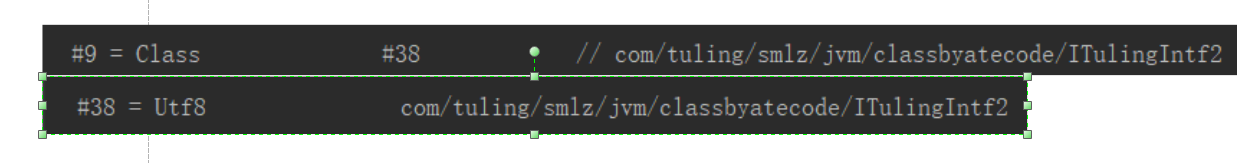 #9 = Class #38 // com/tuling/smlz/jvm/classbyatecode/ITulingIntf2
#38 = Utf8 com/tuling/smlz/jvm/classbyatecode/ITulingIntf2